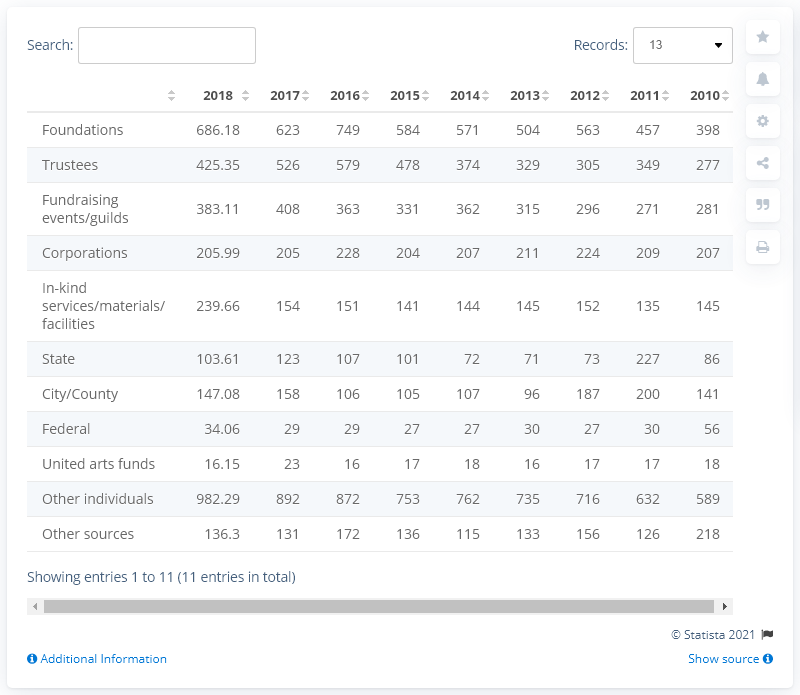 Search: Records: 13
2018 2017 2016 2015 2014 2013 2012 2011 2010
Foundations 686.18 623 749 584 571 504 563 457 398
Trustees 425.35 526 579 478 374 329 305 349 277
Fundraising
events/guilds 383.11 408 363 331 362 315 296 271 281
Corporations 205.99 205 228 204 207 211 224 209 207
In-kind
services/materials/
facilities 239.66 154 151 141 144 145 152 135 145
State 103.61 123 107 101 72 71 73 227 86
City/County 147.08 158 106 105 107 96 187 200 141
Federal 34.06 29 29 27 27 30 27 30 56
United arts funds 16.15 23 16 17 18 16 17 17 18
Other individuals 982.29 892 872 753 762 735 716 632 589
Other sources 136.3 131 172 136 115 133 156 126 218
Showing entries 1 to 11 (11 entries in total)
© Statista 2021
Additional Information Show source